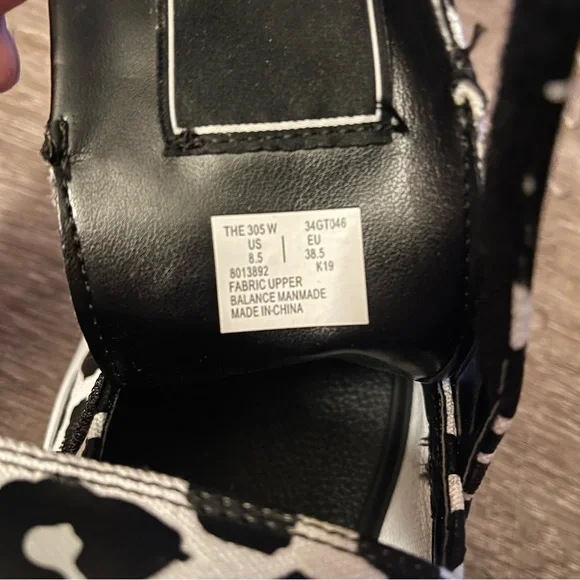 THE 305 W 34GT046
US | EU
8.5 38.5
8013892 K19
FABRIC UPPER
BALANCE MANMADE
MADE IN CHINA